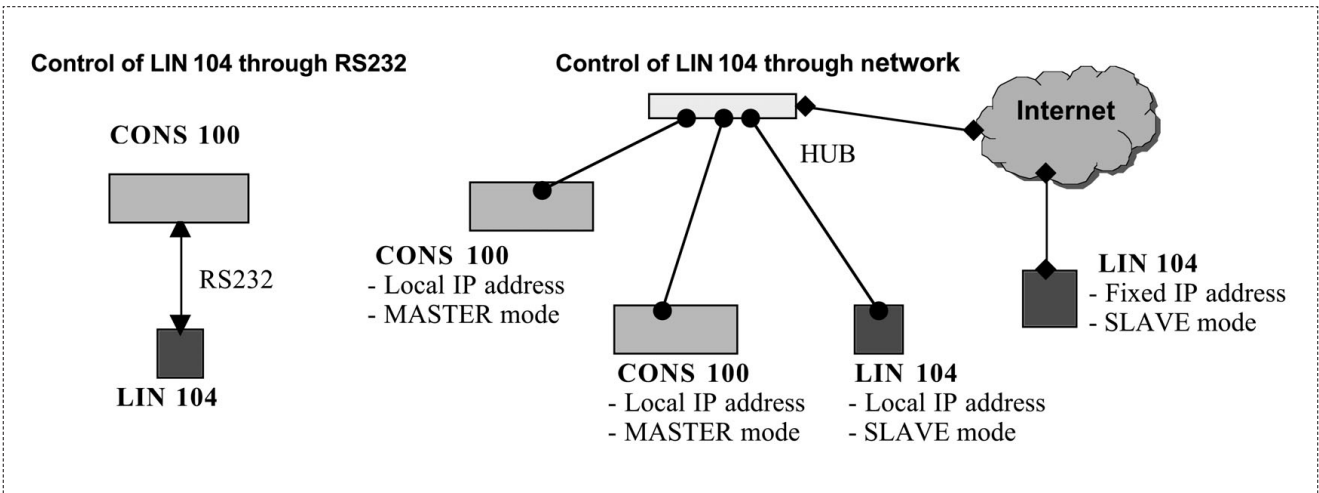 Control of LIN 104 through RS232
CONS 100
RS232
LIN 104
Control of LIN 104 through network
HUB
Internet
CONS 100
- Local IP address
- MASTER mode
CONS 100
- Local IP address
- MASTER mode
LIN 104
- Local IP address
- SLAVE mode
LIN 104
- Fixed IP address
- SLAVE mode